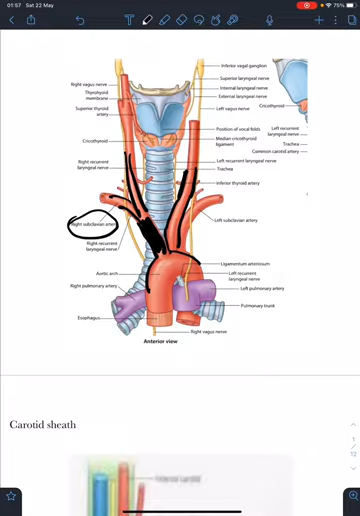 01:57 Sat 22 May
75%
Inferior vagal ganglion
Superior laryngeal nerve
Right vagus nerve
Internal laryngeal nerve
Thyrohyoid
membrane
External laryngeal nerve
Cricothyroid
Superior thyroid
artery
Left vagus nerve
Position of vocal folds
Left recurrent
laryngeal nerve
Cricothyroid
Median cricothyroid
ligament
Trachea
Common carotid artery
Right recurrent
laryngeal nerve
Left recurrent laryngeal nerve
Trachea
Inferior thyroid artery
Right subclavian artery
Left subclavian artery
Right recurrent
laryngeal nerve
Ligamentum arteriosum
Aortic arch
Left recurrent
laryngeal nerve
Right pulmonary artery
Left pulmonary artery
Pulmonary trunk
Esophagus
Right vagus nerve
Anterior view
Carotid sheath
1
12